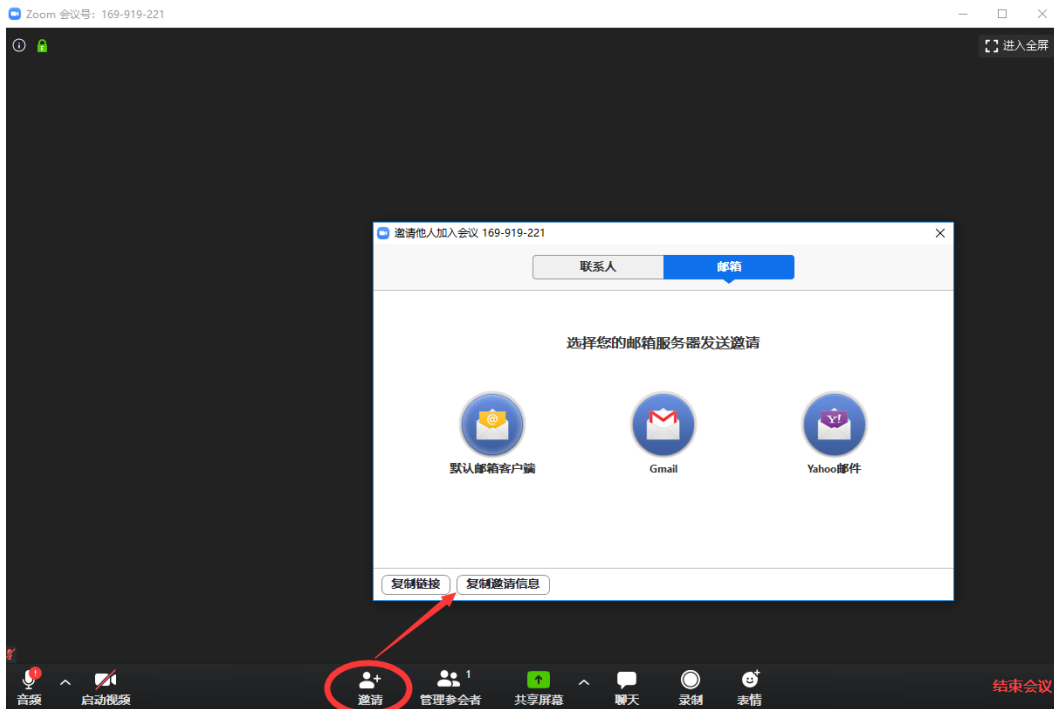 Zoom 会议号：169-919-221
进入全屏
邀请他人加入会议 169-919-221
联系人
邮箱
选择您的邮箱服务器发送邀请
@
Y!
默认邮箱客户端
Gmail
Yahoo邮件
复制链接
复制邀请信息
音频
启动视频
邀请
管理参会者
1
共享屏幕
聊天
录制
表情
结束会议